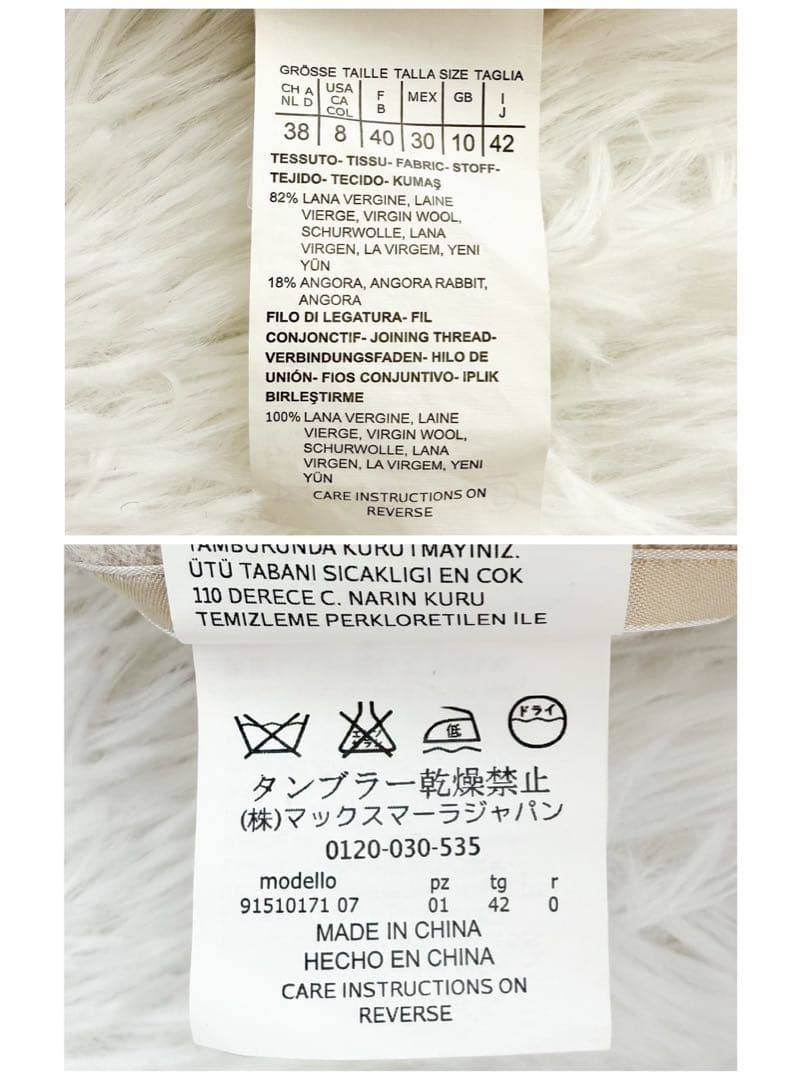 GRÖSSE TAILLE TALLA SIZE TAGLIA
CH A NL D USA CA COL F B MEX GB I J
38 8 40 30 10 42
TESSUTO- TISSU- FABRIC- STOFF-
TEJIDO- TECIDO- KUMAŞ
82% LANA VERGINE, LAINE
VIERGE, VIRGIN WOOL,
SCHURWOLLE, LANA
VIRGEN, LA VIRGEM, YENI
YÜN
18% ANGORA, ANGORA RABBIT,
ANGORA
FILO DI LEGATURA- FIL
CONJONCTIF- JOINING THREAD-
VERBINDUNGSFADEN- HILO DE
UNIÓN- FIOS CONJUNTIVO- IPLIK
BIRLEŞTIRME
100% LANA VERGINE, LAINE
VIERGE, VIRGIN WOOL,
SCHURWOLLE, LANA
VIRGEN, LA VIRGEM, YENI
YÜN
CARE INSTRUCTIONS ON
REVERSE
TAMBURUNDA KURUTMAYINIZ.
ÜTÜ TABANI SICAKLIGI EN COK
110 DERECE C. NARIN KURU
TEMIZLEME PERKLORETILEN İLE
低 ドライ
タンブラー乾燥禁止
(株)マックスマーラジャパン
0120-030-535
modello pz tg r
91510171 07 01 42 0
MADE IN CHINA
HECHO EN CHINA
CARE INSTRUCTIONS ON
REVERSE